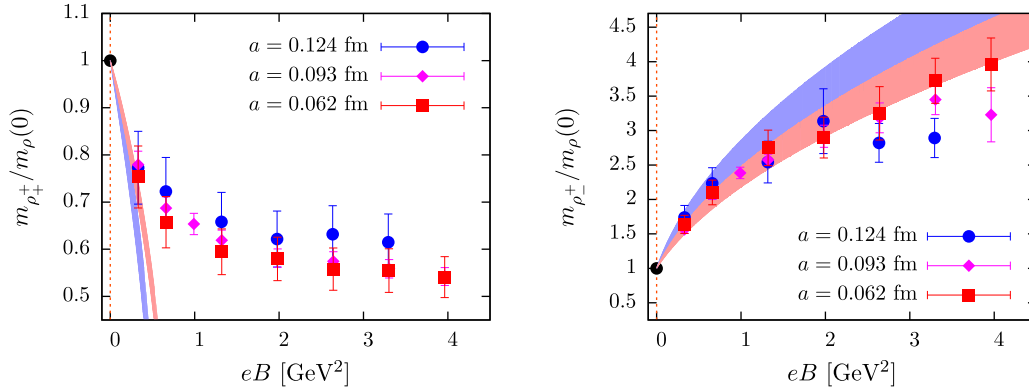 1.1
1
0.9
0.8
0.7
0.6
0.5
m_{ρ_+^+}/m_ρ(0)
a = 0.124 fm
a = 0.093 fm
a = 0.062 fm
0 1 2 3 4
eB [GeV²]
4.5
4
3.5
3
2.5
2
1.5
1
0.5
m_{ρ_-^+}/m_ρ(0)
a = 0.124 fm
a = 0.093 fm
a = 0.062 fm
0 1 2 3 4
eB [GeV²]